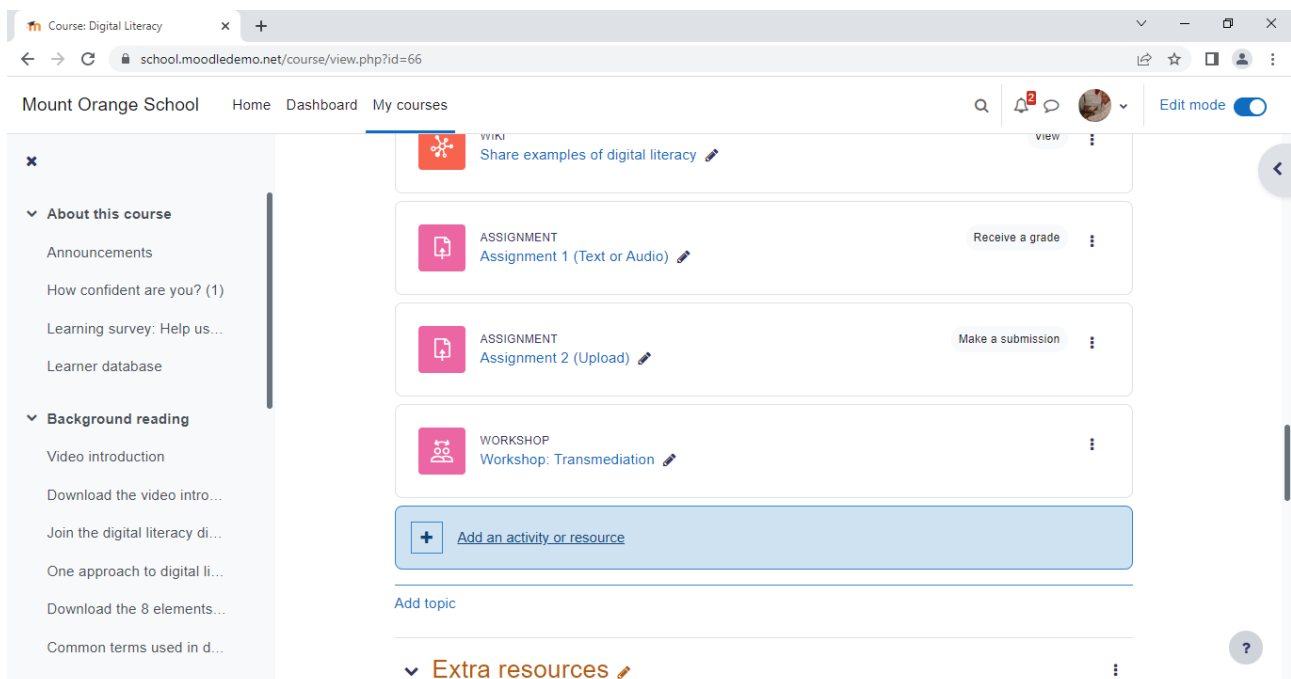 Course: Digital Literacy
school.moodledemo.net/course/view.php?id=66
Mount Orange School Home Dashboard My courses 2 Edit mode
About this course
Announcements
How confident are you? (1)
Learning survey: Help us...
Learner database
Background reading
Video introduction
Download the video intro...
Join the digital literacy di...
One approach to digital li...
Download the 8 elements...
Common terms used in d...
WIKI
View
Share examples of digital literacy
ASSIGNMENT
Receive a grade
Assignment 1 (Text or Audio)
ASSIGNMENT
Make a submission
Assignment 2 (Upload)
WORKSHOP
Workshop: Transmediation
+ Add an activity or resource
Add topic
Extra resources
?